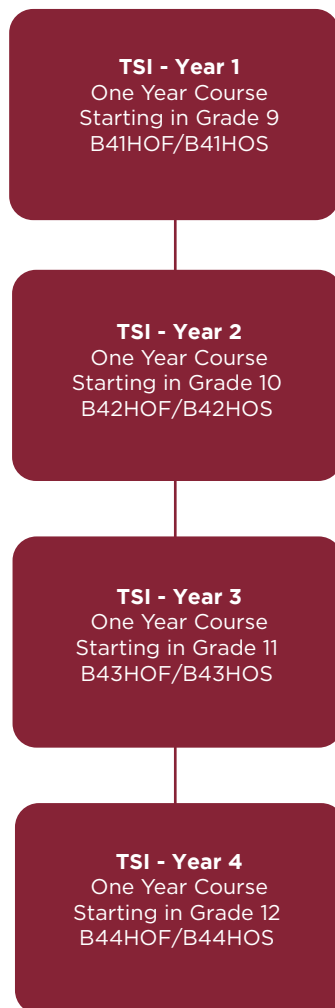 TSI - Year 1
One Year Course
Starting in Grade 9
B41HOF/B41HOS
TSI - Year 2
One Year Course
Starting in Grade 10
B42HOF/B42HOS
TSI - Year 3
One Year Course
Starting in Grade 11
B43HOF/B43HOS
TSI - Year 4
One Year Course
Starting in Grade 12
B44HOF/B44HOS